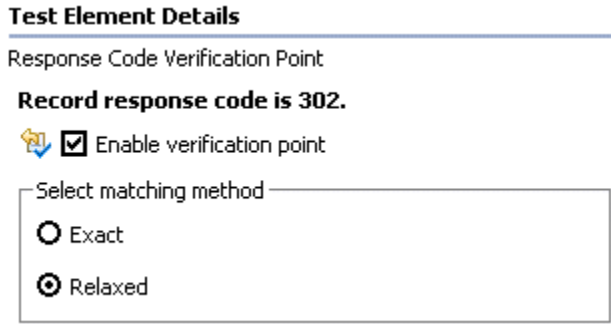 Test Element Details
Response Code Verification Point
Record response code is 302.
Enable verification point
Select matching method
Exact
Relaxed